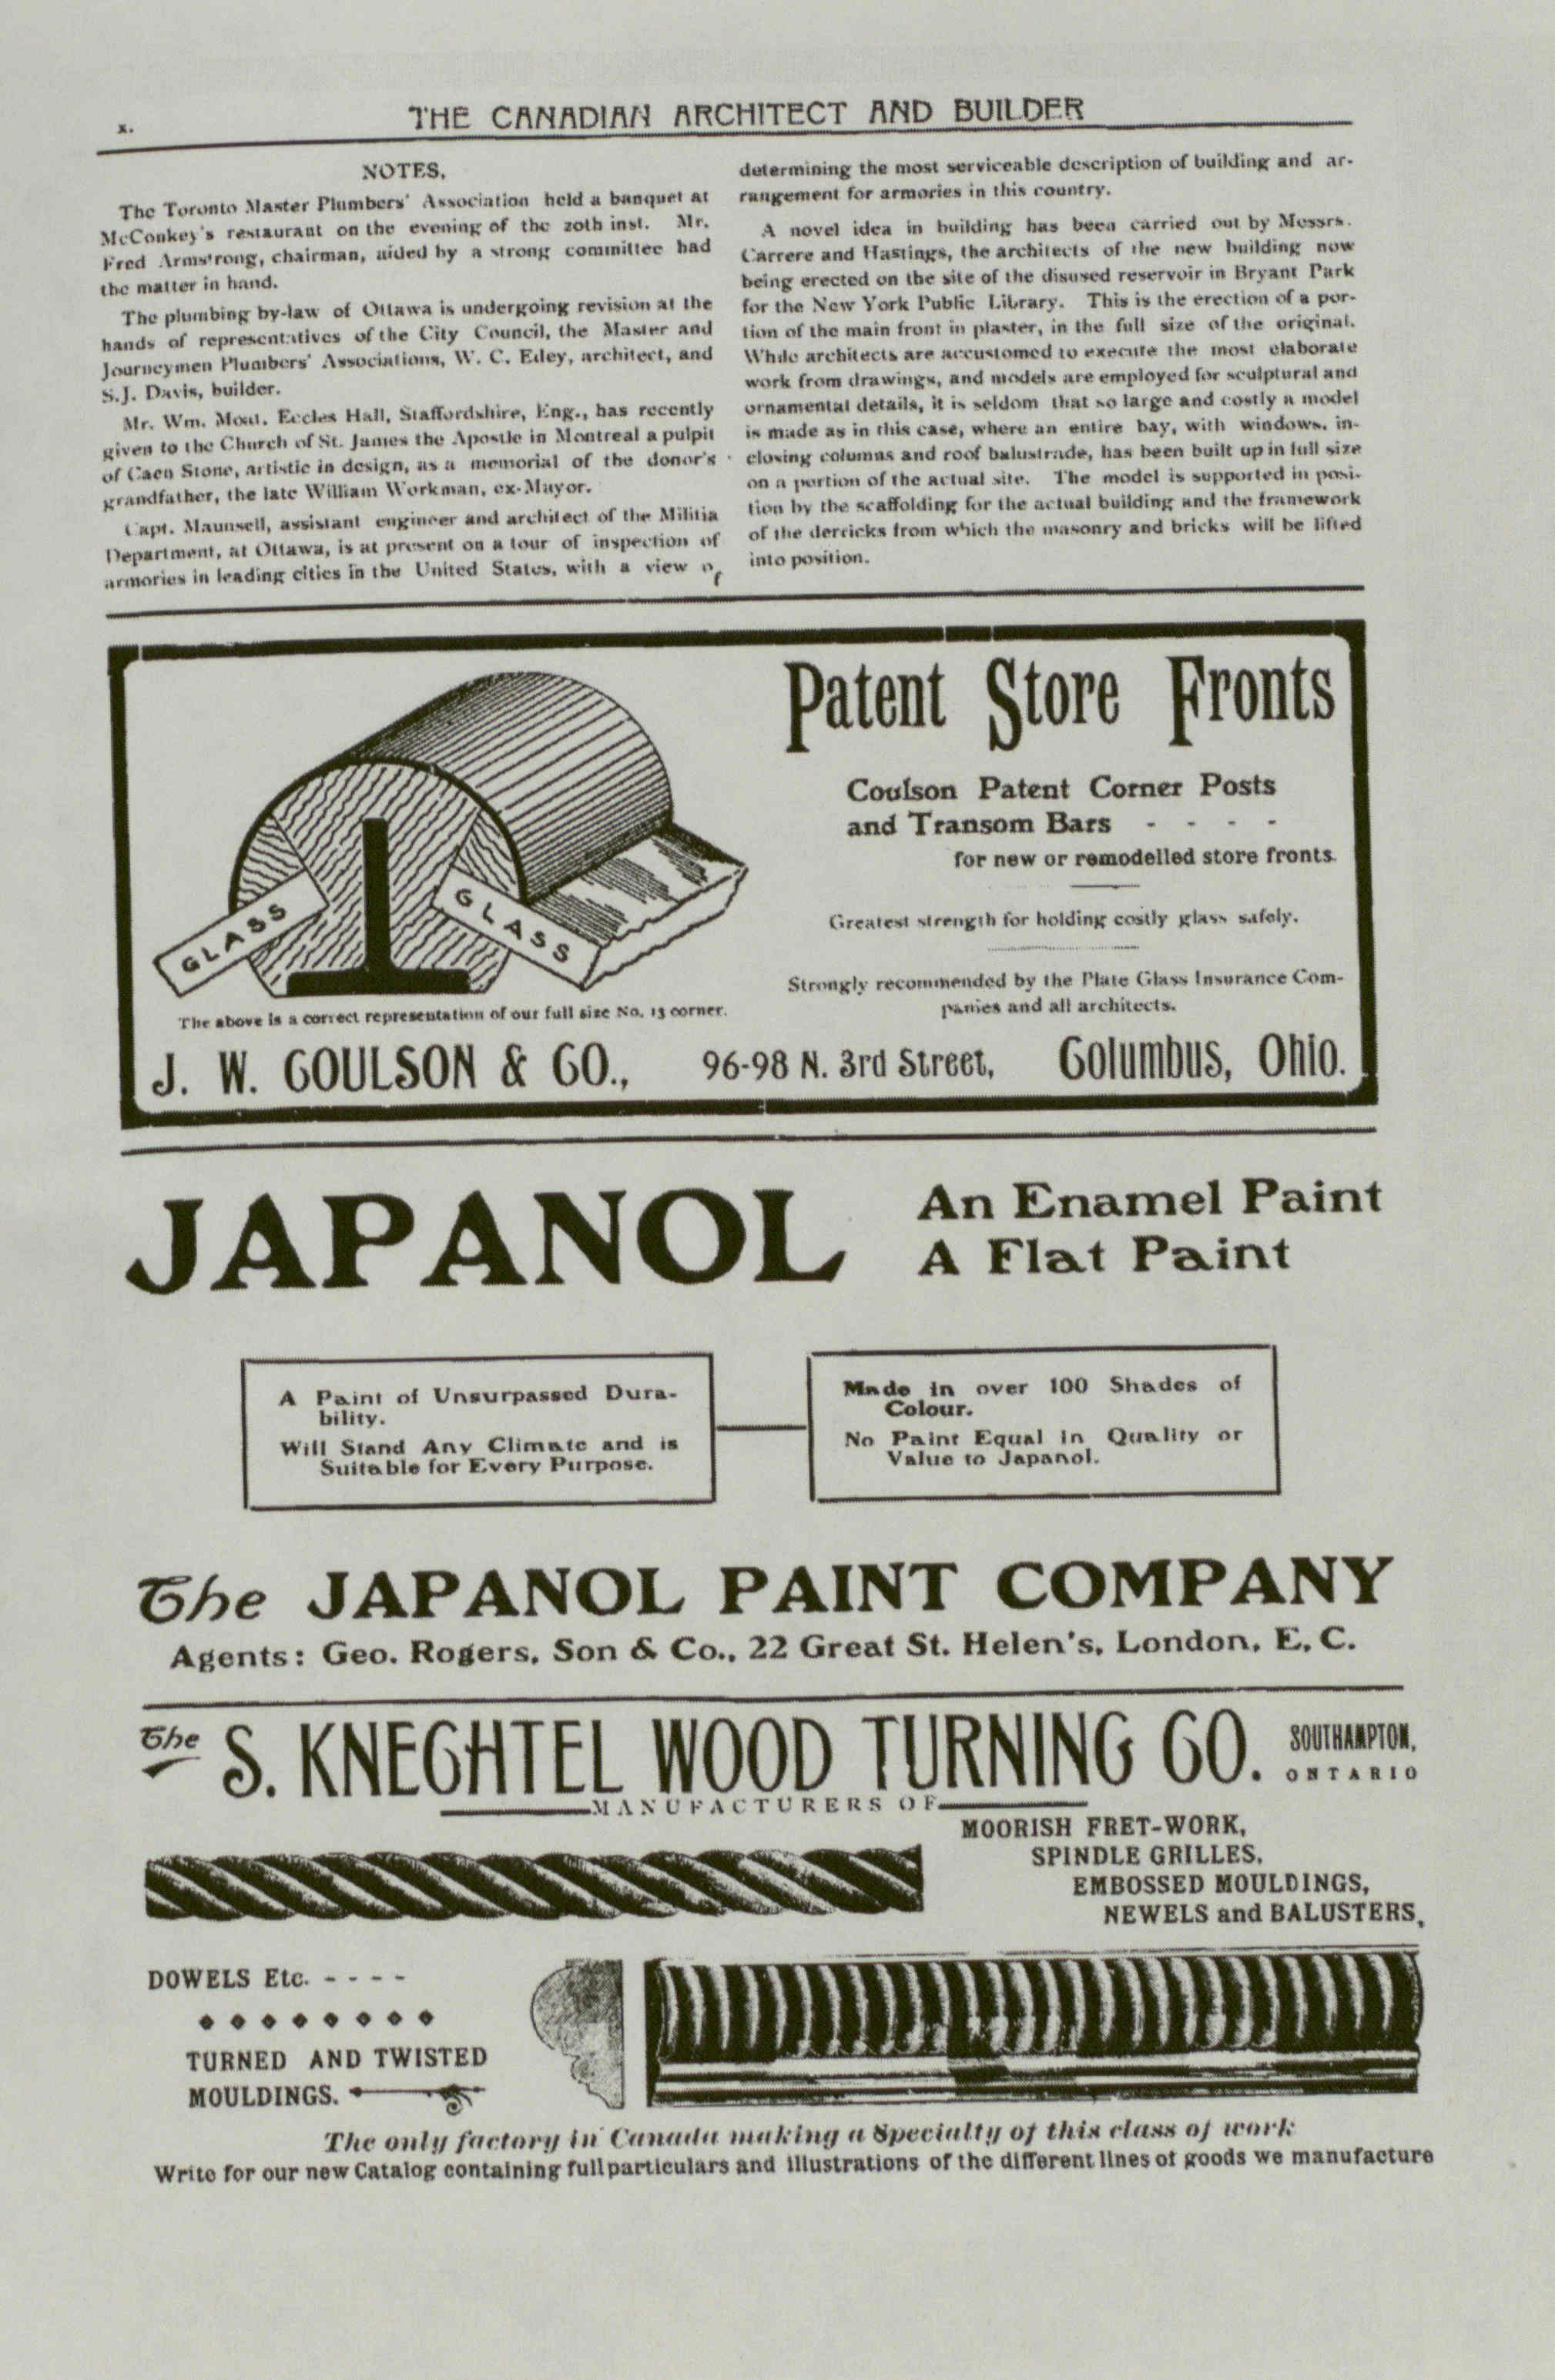 x.
THE CANADIAN ARCHITECT AND BUILDER
NOTES.
The Toronto Master Plumbers' Association held a banquet at
McConkey's restaurant on the evening of the 20th inst. Mr.
Fred Armstrong, chairman, aided by a strong committee had
the matter in hand.
The plumbing by-law of Ottawa is undergoing revision at the
hands of representatives of the City Council, the Master and
Journeymen Plumbers' Associations, W. C. Edey, architect, and
S.J. Davis, builder.
Mr. Wm. Eccles Hall, Staffordshire, Eng., has recently
given to the Church of St. James the Apostle in Montreal a pulpit
of Caen Stone, artistic in design, as a memorial of the donor's
grandfather, the late William Workman, ex-Mayor.
Capt. Maunsell, assistant engineer and architect of the Militia
Department, at Ottawa, is at present on a tour of inspection of
armories in leading cities in the United States, with a view of
determining the most serviceable description of building and ar-
rangement for armories in this country.
A novel idea in building has been carried out by Messrs.
Carrere and Hastings, the architects of the new building now
being erected on the site of the disused reservoir in Bryant Park
for the New York Public Library. This is the erection of a por-
tion of the main front in plaster, in the full size of the original.
While architects are accustomed to execute the most elaborate
work from drawings, and models are employed for sculptural and
ornamental details, it is seldom that so large and costly a model
is made as in this case, where an entire bay, with windows, in-
closing columns and roof balustrade, has been built up in full size
on a portion of the actual site. The model is supported in posi-
tion by the scaffolding for the actual building and the framework
of the derricks from which the masonry and bricks will be lifted
into position.
Patent Store Fronts
Coulson Patent Corner Posts
and Transom Bars - - - -
for new or remodelled store fronts.
Greatest strength for holding costly glass safely.
Strongly recommended by the Plate Glass Insurance Com-
panies and all architects.
GLASS
GLASS
The above is a correct representation of our full size No. 13 corner.
J. W. COULSON & CO., 96-98 N. 3rd Street, Columbus, Ohio.
JAPANOL
An Enamel Paint
A Flat Paint
A Paint of Unsurpassed Dura-
bility.
Will Stand Any Climate and is
Suitable for Every Purpose.
Made in over 100 Shades of
Colour.
No Paint Equal in Quality or
Value to Japanol.
The JAPANOL PAINT COMPANY
Agents: Geo. Rogers, Son & Co., 22 Great St. Helen's, London, E. C.
The S. KNECHTEL WOOD TURNING CO. SOUTHAMPTON,
ONTARIO
MANUFACTURERS OF
MOORISH FRET-WORK,
SPINDLE GRILLES,
EMBOSSED MOULDINGS,
NEWELS and BALUSTERS,
DOWELS Etc. - - - -
TURNED AND TWISTED
MOULDINGS.
The only factory in Canada making a Specialty of this class of work
Write for our new Catalog containing full particulars and illustrations of the different lines of goods we manufacture